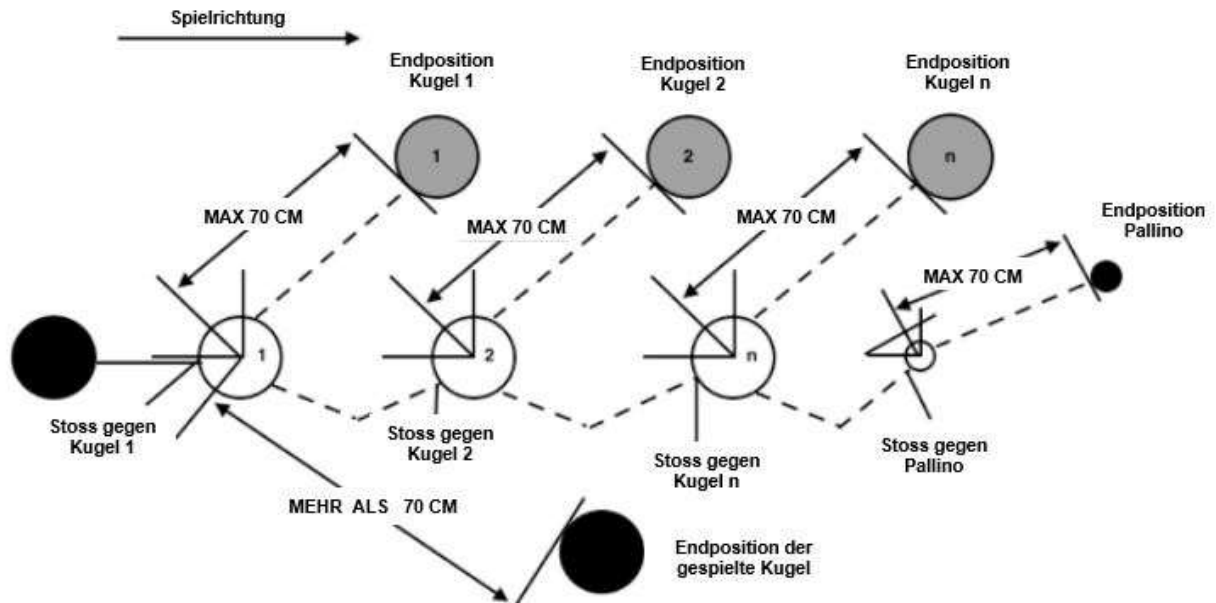 Spielrichtung
Endposition
Kugel 1
Endposition
Kugel 2
Endposition
Kugel n
1
2
n
MAX 70 CM
MAX 70 CM
MAX 70 CM
Endposition
Pallino
MAX 70 CM
1
2
n
Stoss gegen
Kugel 1
Stoss gegen
Kugel 2
Stoss gegen
Kugel n
Stoss gegen
Pallino
MEHR ALS 70 CM
Endposition der
gespielte Kugel